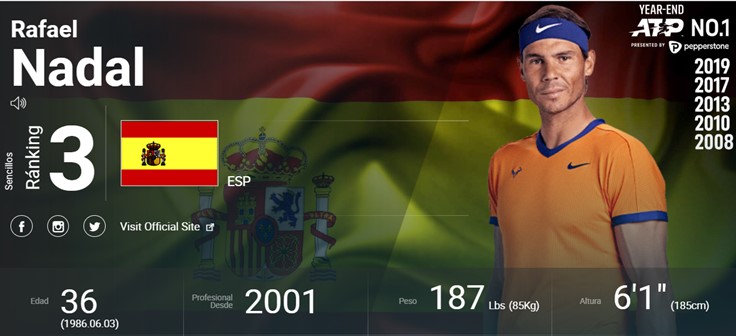 Rafael
Nadal
YEAR-END
ATP NO.1
PRESENTED BY pepperstone
2019
2017
2013
2010
2008
Sencillos
Ránking
3
ESP
Visit Official Site
Edad
36
(1986.06.03)
Profesional
Desde
2001
Peso
187 Lbs (85Kg)
Altura
6'1" (185cm)